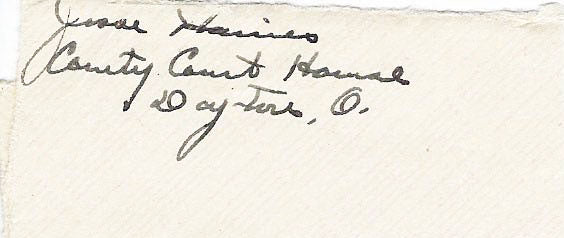 Jesse Haines
County Court House
Dayton, O.